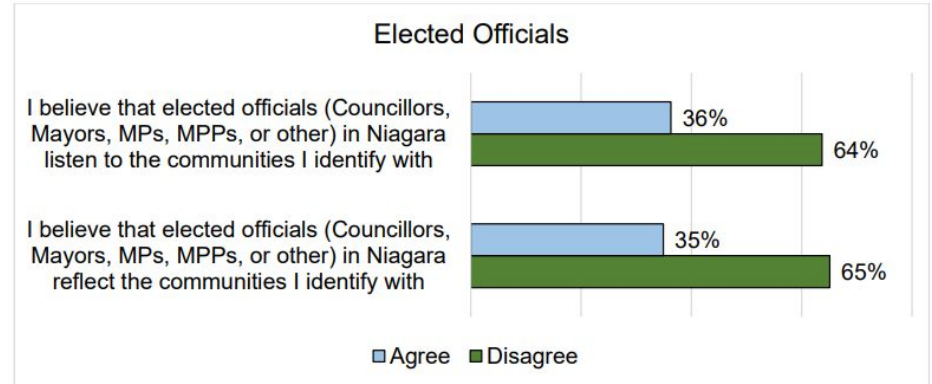 Elected Officials
I believe that elected officials (Councillors,
Mayors, MPs, MPPs, or other) in Niagara
listen to the communities I identify with
36%
64%
I believe that elected officials (Councillors,
Mayors, MPs, MPPs, or other) in Niagara
reflect the communities I identify with
35%
65%
Agree Disagree